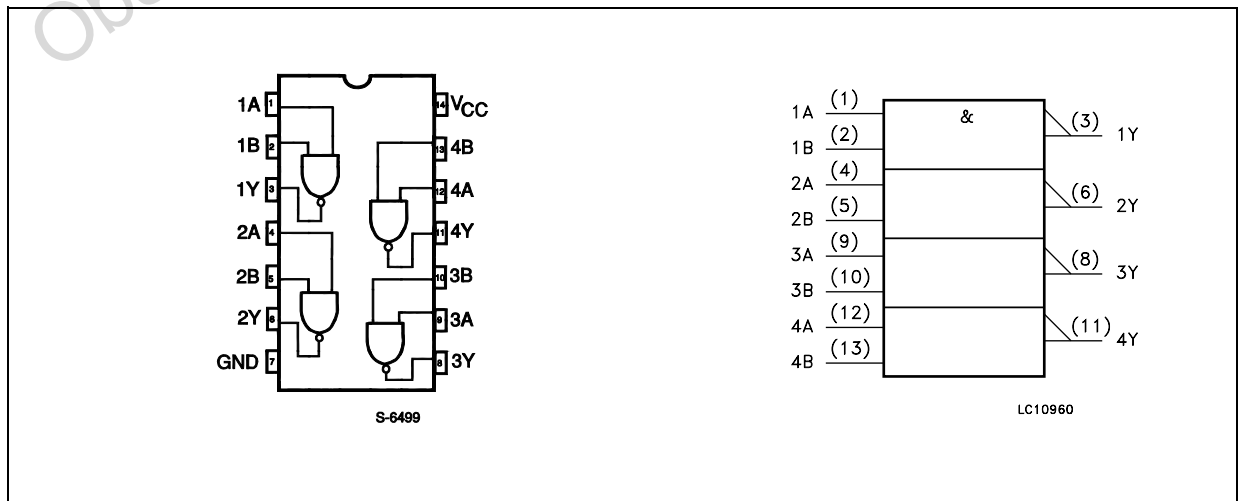 1A 1
1B 2
1Y 3
2A 4
2B 5
2Y 6
GND 7
14 VCC
13 4B
12 4A
11 4Y
10 3B
9 3A
8 3Y
S-6499
&
1A (1)
1B (2)
2A (4)
2B (5)
3A (9)
3B (10)
4A (12)
4B (13)
(3) 1Y
(6) 2Y
(8) 3Y
(11) 4Y
LC10960